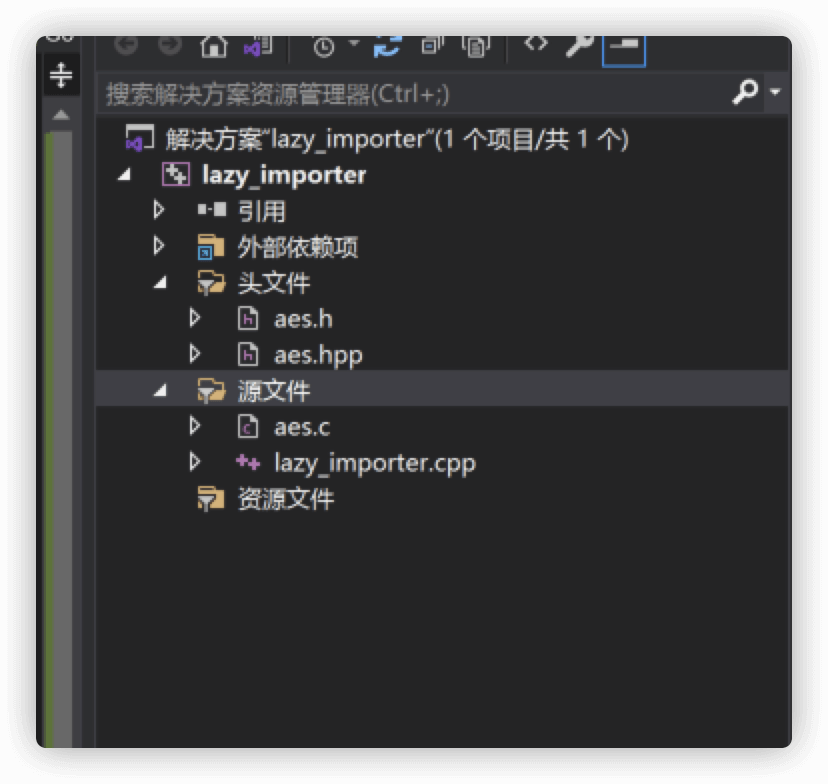 搜索解决方案资源管理器(Ctrl+;)
解决方案"lazy_importer"(1 个项目/共 1 个)
lazy_importer
引用
外部依赖项
头文件
aes.h
aes.hpp
源文件
aes.c
lazy_importer.cpp
资源文件